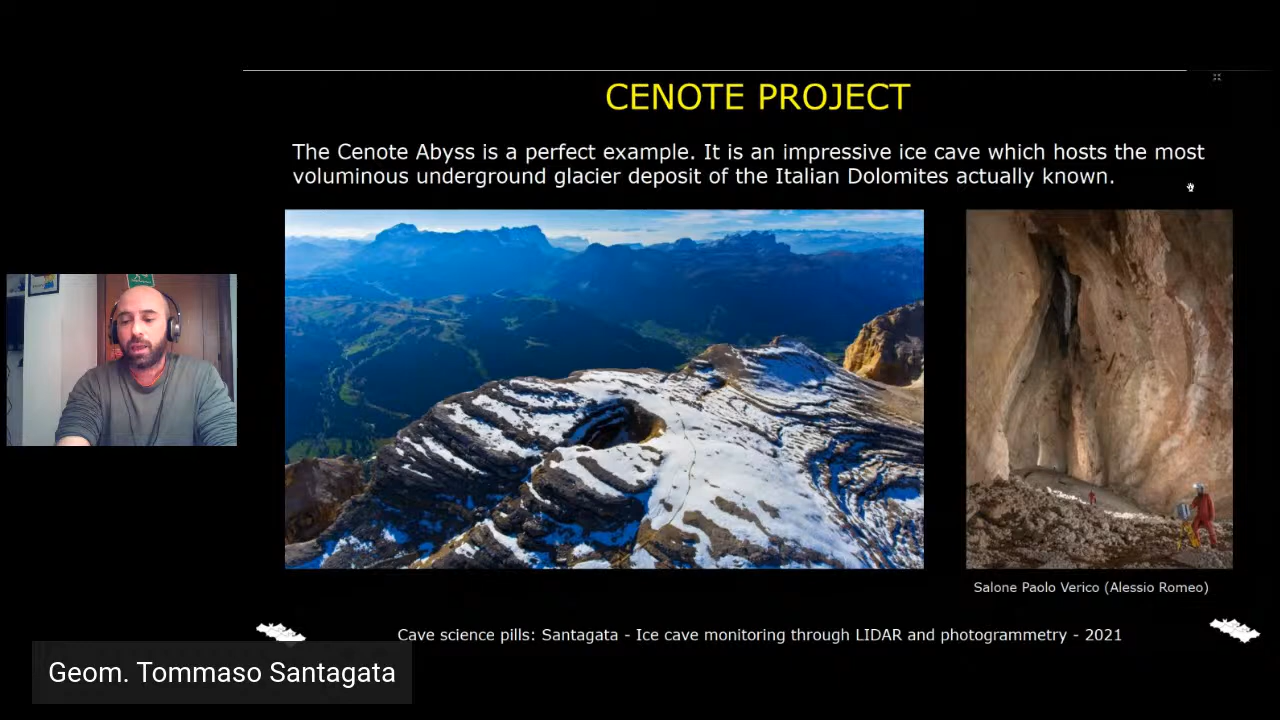 CENOTE PROJECT
The Cenote Abyss is a perfect example. It is an impressive ice cave which hosts the most
voluminous underground glacier deposit of the Italian Dolomites actually known.
Salone Paolo Verico (Alessio Romeo)
Cave science pills: Santagata - Ice cave monitoring through LIDAR and photogrammetry - 2021
Geom. Tommaso Santagata